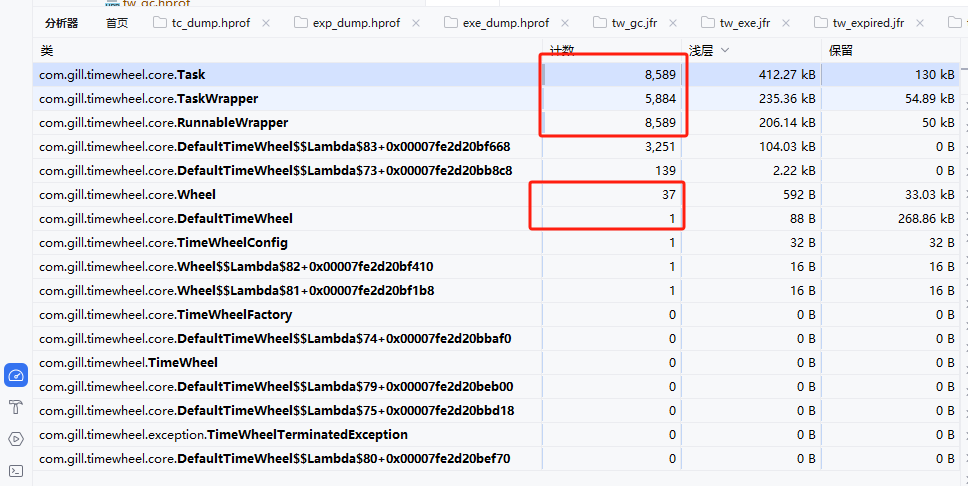 tw_gc.hprof
分析器 首页 tc_dump.hprof exp_dump.hprof exe_dump.hprof tw_gc.jfr tw_exe.jfr tw_expired.jfr
类 计数 浅层 保留
com.gill.timewheel.core.Task 8,589 412.27 kB 130 kB
com.gill.timewheel.core.TaskWrapper 5,884 235.36 kB 54.89 kB
com.gill.timewheel.core.RunnableWrapper 8,589 206.14 kB 50 kB
com.gill.timewheel.core.DefaultTimeWheel$$Lambda$83+0x00007fe2d20bf668 3,251 104.03 kB 0 B
com.gill.timewheel.core.DefaultTimeWheel$$Lambda$73+0x00007fe2d20bb8c8 139 2.22 kB 0 B
com.gill.timewheel.core.Wheel 37 592 B 33.03 kB
com.gill.timewheel.core.DefaultTimeWheel 1 88 B 268.86 kB
com.gill.timewheel.core.TimeWheelConfig 1 32 B 32 B
com.gill.timewheel.core.Wheel$$Lambda$82+0x00007fe2d20bf410 1 16 B 16 B
com.gill.timewheel.core.Wheel$$Lambda$81+0x00007fe2d20bf1b8 1 16 B 16 B
com.gill.timewheel.core.TimeWheelFactory 0 0 B 0 B
com.gill.timewheel.core.DefaultTimeWheel$$Lambda$74+0x00007fe2d20bbaf0 0 0 B 0 B
com.gill.timewheel.TimeWheel 0 0 B 0 B
com.gill.timewheel.core.DefaultTimeWheel$$Lambda$79+0x00007fe2d20beb00 0 0 B 0 B
com.gill.timewheel.core.DefaultTimeWheel$$Lambda$75+0x00007fe2d20bbd18 0 0 B 0 B
com.gill.timewheel.exception.TimeWheelTerminatedException 0 0 B 0 B
com.gill.timewheel.core.DefaultTimeWheel$$Lambda$80+0x00007fe2d20bef70 0 0 B 0 B